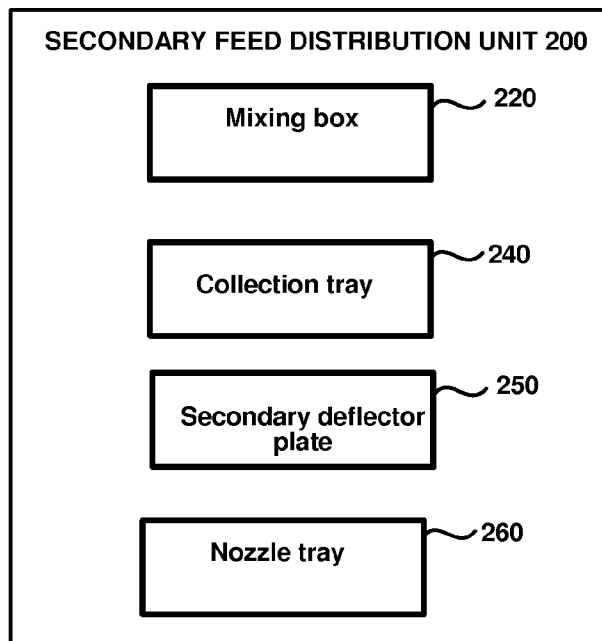 SECONDARY FEED DISTRIBUTION UNIT 200
Mixing box
220
Collection tray
240
Secondary deflector
plate
250
Nozzle tray
260